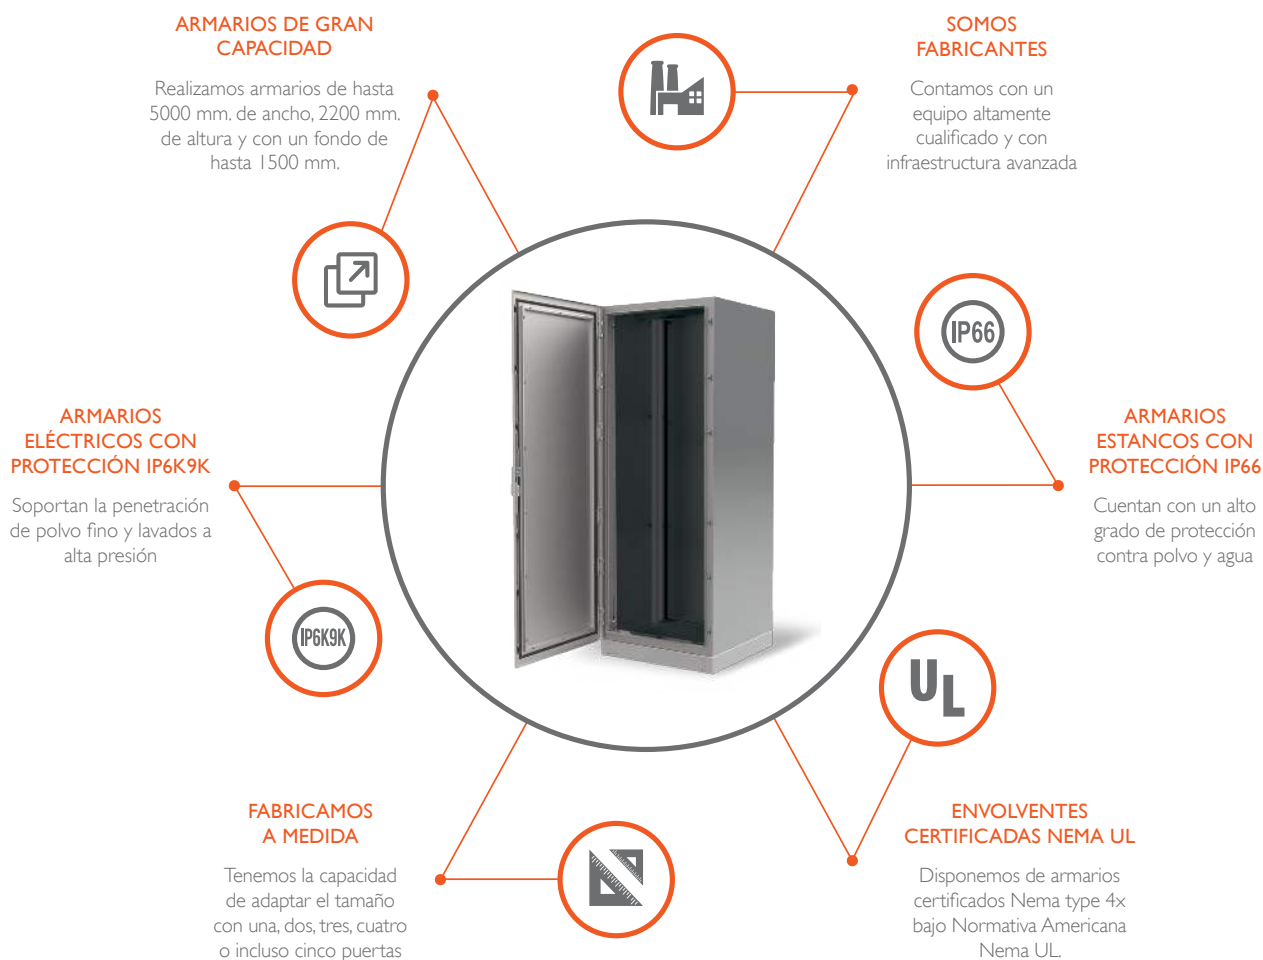 ARMARIOS DE GRAN
CAPACIDAD
Realizamos armarios de hasta
5000 mm. de ancho, 2200 mm.
de altura y con un fondo de
hasta 1500 mm.
SOMOS
FABRICANTES
Contamos con un
equipo altamente
cualificado y con
infraestructura avanzada
IP66
ARMARIOS
ELÉCTRICOS CON
PROTECCIÓN IP6K9K
Soportan la penetración
de polvo fino y lavados a
alta presión
IP6K9K
ARMARIOS
ESTANCOS CON
PROTECCIÓN IP66
Cuentan con un alto
grado de protección
contra polvo y agua
UL
FABRICAMOS
A MEDIDA
Tenemos la capacidad
de adaptar el tamaño
con una, dos, tres, cuatro
o incluso cinco puertas
ENVOLVENTES
CERTIFICADAS NEMA UL
Disponemos de armarios
certificados Nema type 4x
bajo Normativa Americana
Nema UL.